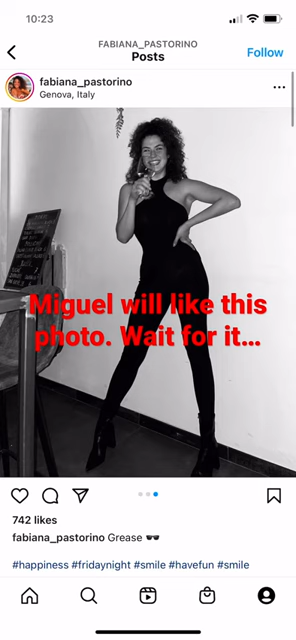 10:23
FABIANA_PASTORINO
Posts
Follow
fabiana_pastorino
Genova, Italy
Miguel will like this
photo. Wait for it...
742 likes
fabiana_pastorino Grease 🕶️
#happiness #fridaynight #smile #havefun #smile